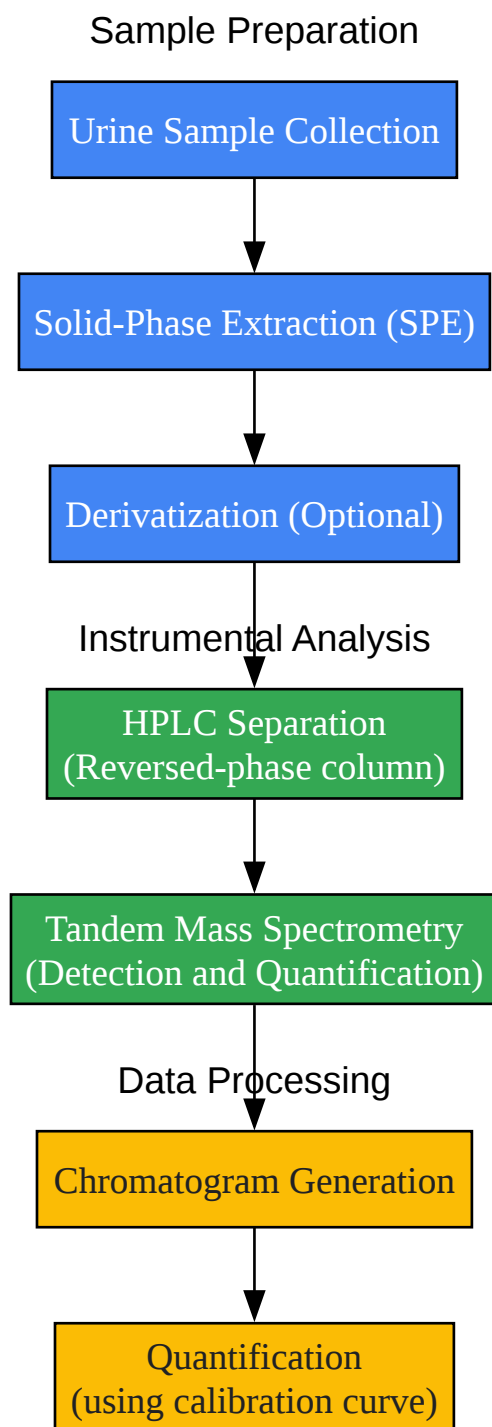 Sample Preparation
Urine Sample Collection
Solid-Phase Extraction (SPE)
Derivatization (Optional)
Instrumental Analysis
HPLC Separation
(Reversed-phase column)
Tandem Mass Spectrometry
(Detection and Quantification)
Data Processing
Chromatogram Generation
Quantification
(using calibration curve)